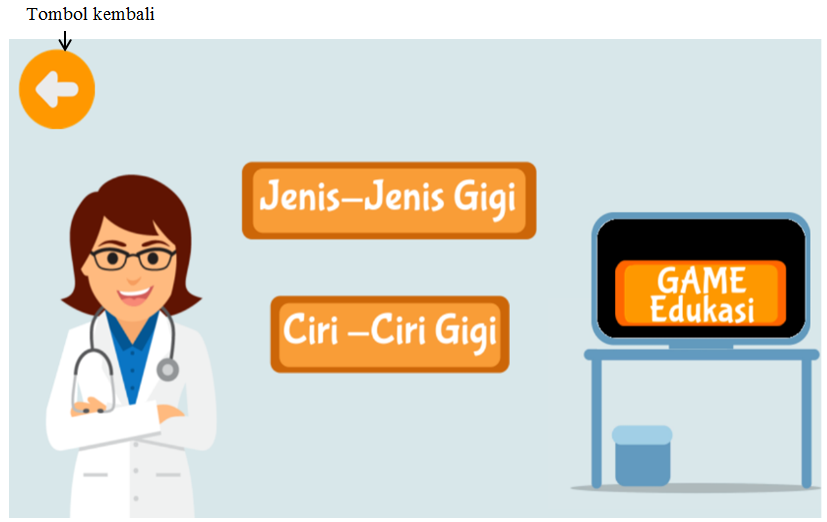 Tombol kembali
Jenis–Jenis Gigi
Ciri –Ciri Gigi
GAME
Edukasi